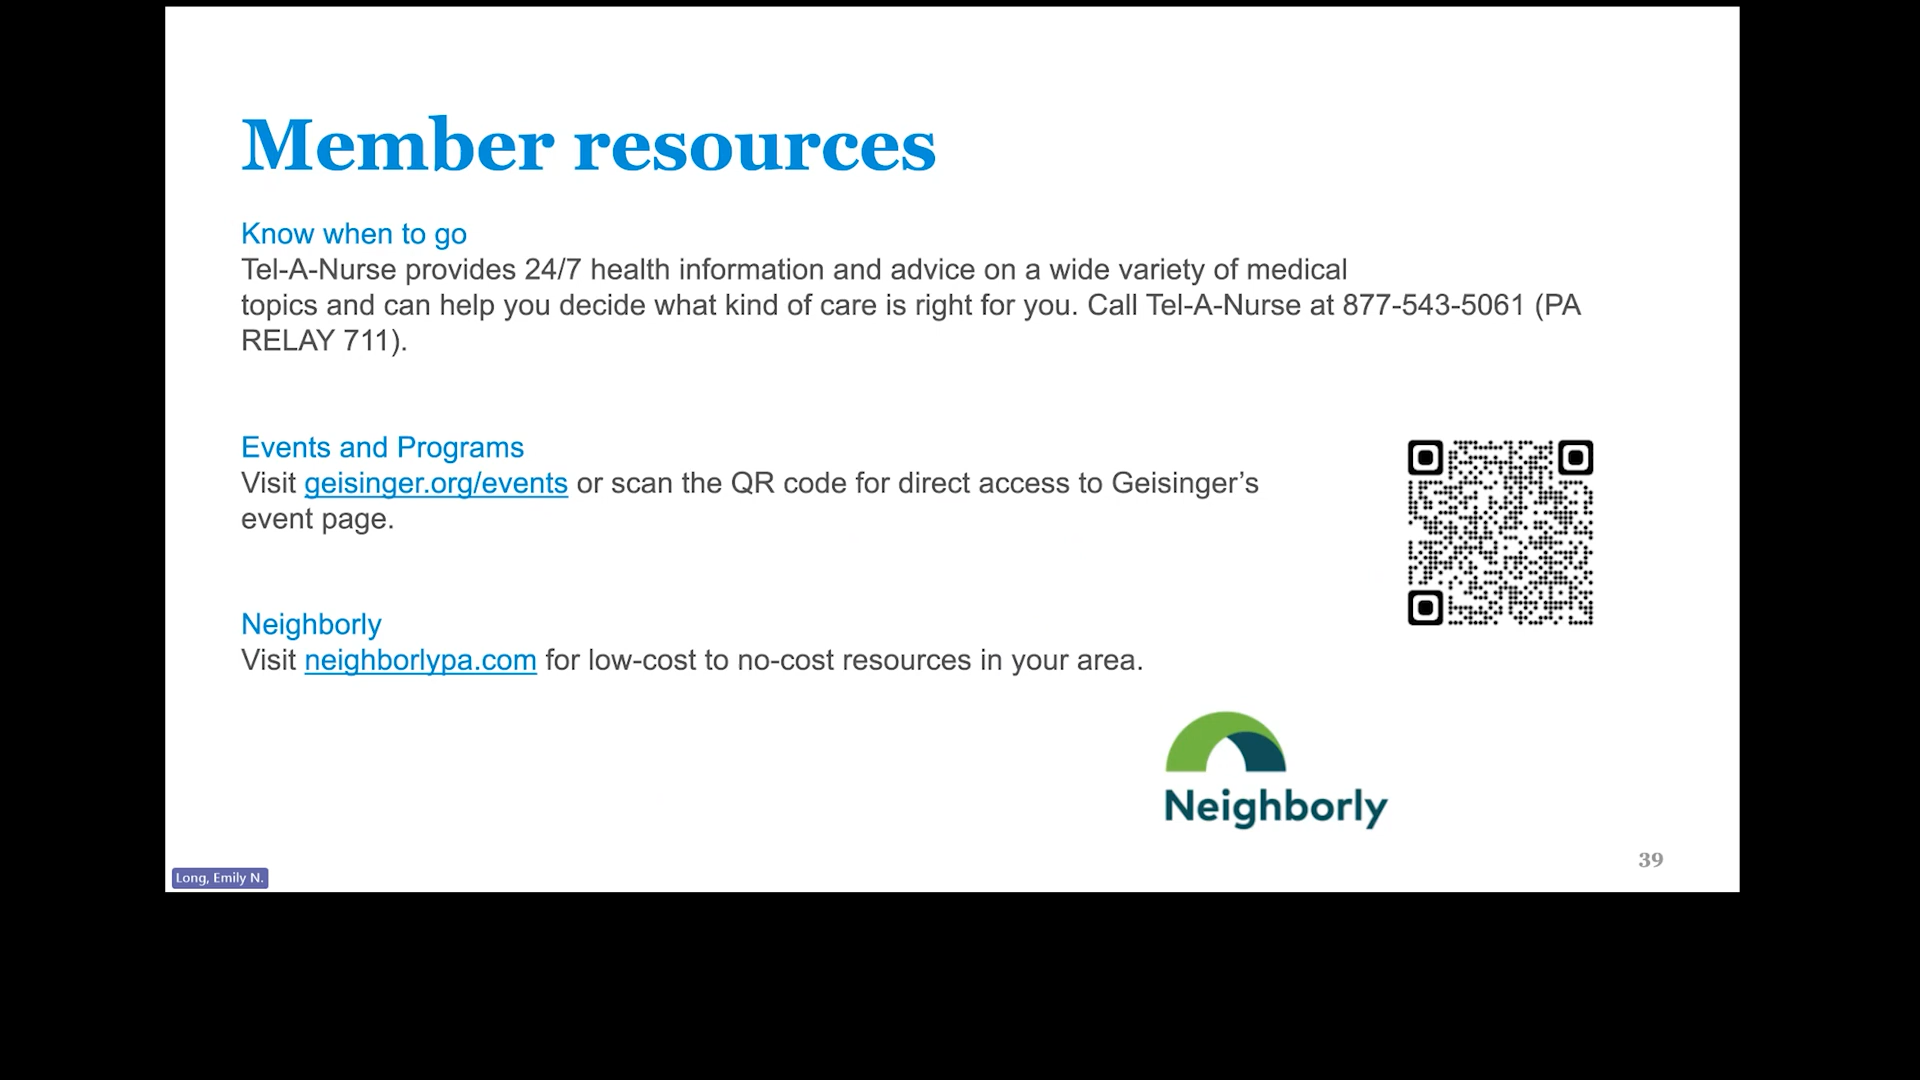 Member resources
Know when to go
Tel-A-Nurse provides 24/7 health information and advice on a wide variety of medical
topics and can help you decide what kind of care is right for you. Call Tel-A-Nurse at 877-543-5061 (PA
RELAY 711).
Events and Programs
Visit geisinger.org/events or scan the QR code for direct access to Geisinger’s
event page.
Neighborly
Visit neighborlypa.com for low-cost to no-cost resources in your area.
Neighborly
39
Long, Emily N.